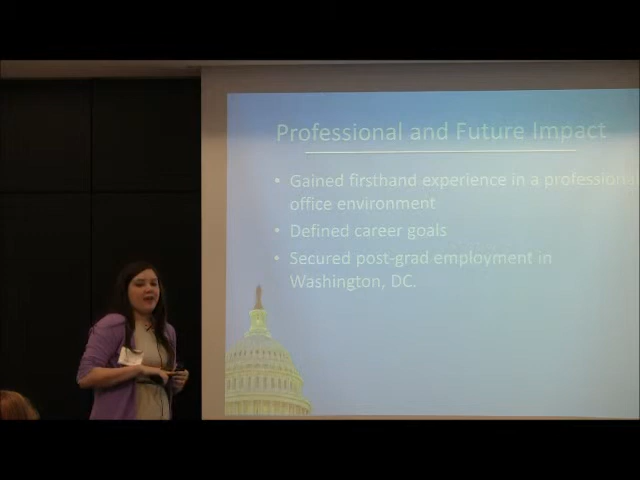 Professional and Future Impact
• Gained firsthand experience in a professiona
office environment
• Defined career goals
• Secured post-grad employment in
Washington, DC.